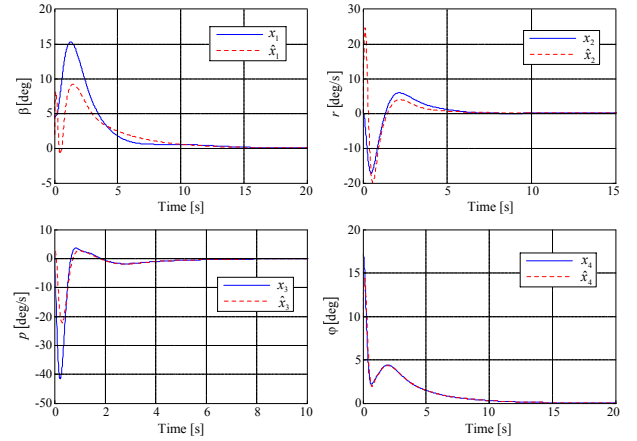 20
15
10
5
0
-5
β [deg]
x₁
x̂₁
0 5 10 15 20
Time [s]
30
20
10
0
-10
-20
r [deg/s]
x₂
x̂₂
0 5 10 15
Time [s]
10
0
-10
-20
-30
-40
-50
p [deg/s]
x₃
x̂₃
0 2 4 6 8 10
Time [s]
20
15
10
5
0
φ [deg]
x₄
x̂₄
0 5 10 15 20
Time [s]